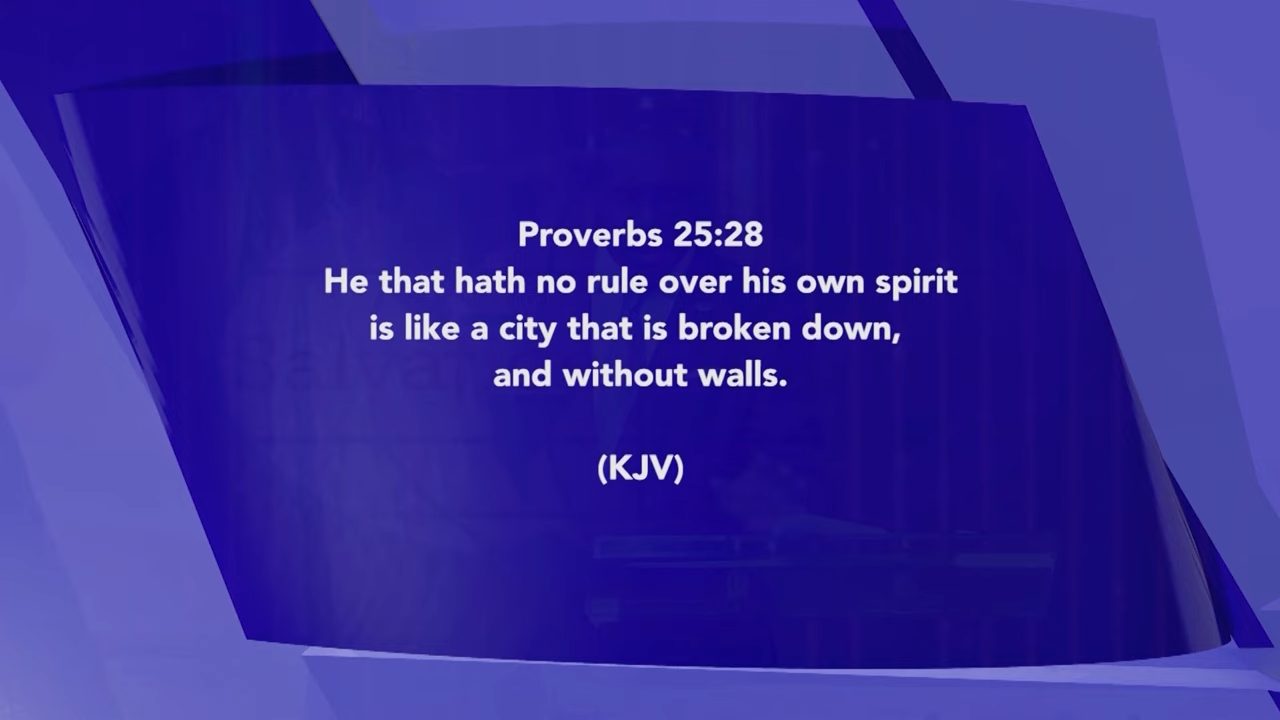 Proverbs 25:28
He that hath no rule over his own spirit
is like a city that is broken down,
and without walls.
(KJV)